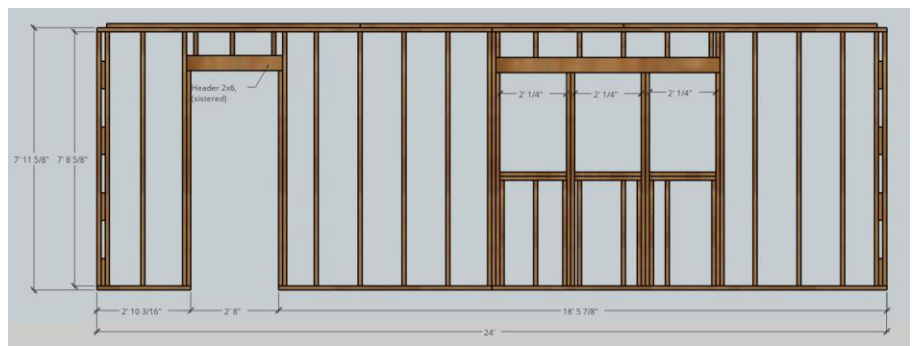 Header 2x6,
(sistered)
2' 1/4" 2' 1/4" 2' 1/4"
7' 11 5/8" 7' 8 5/8"
2' 10 3/16" 2' 8" 18' 5 7/8"
24'